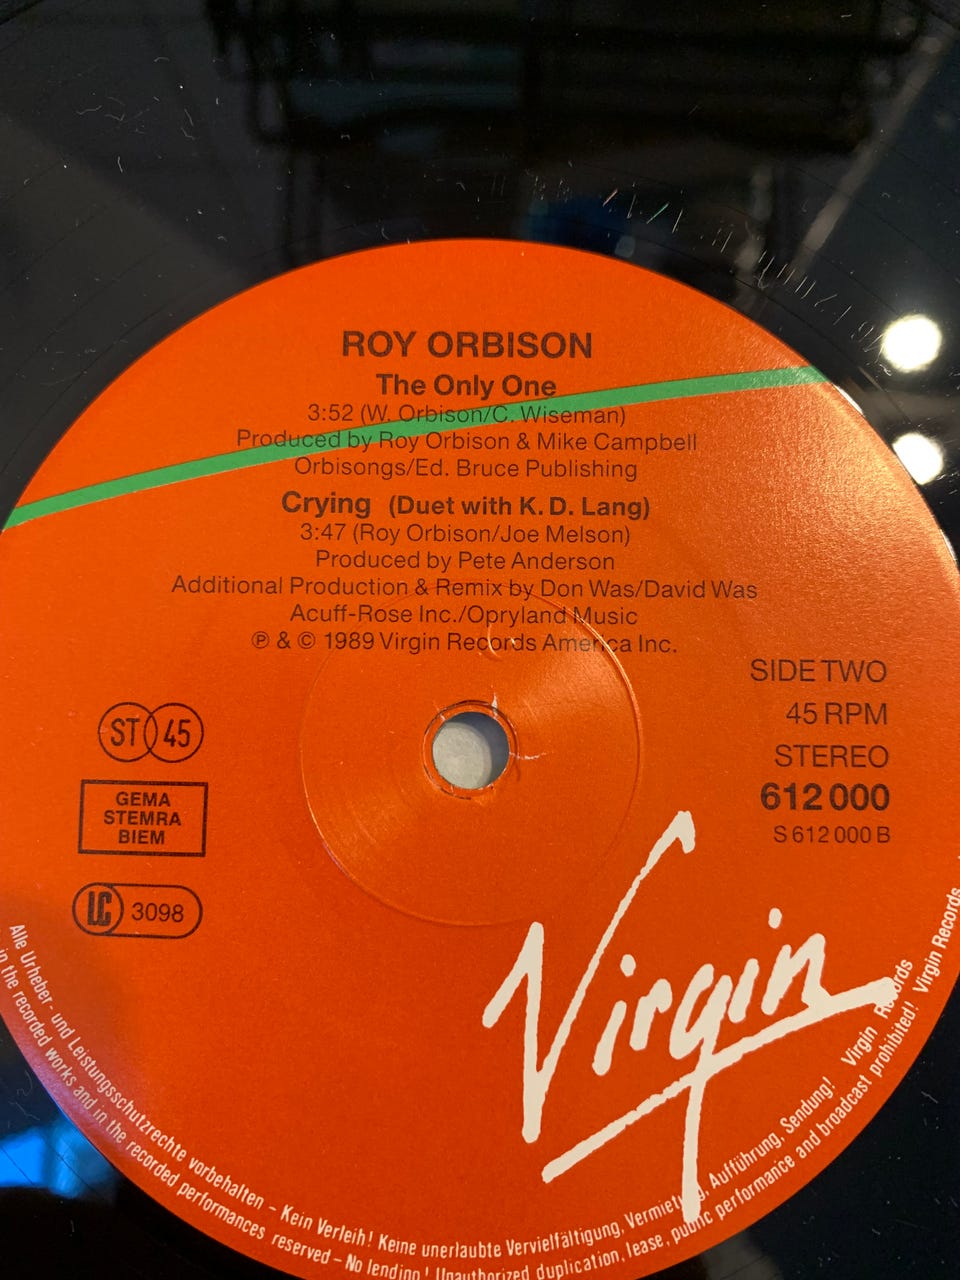 ROY ORBISON
The Only One
3:52 (W. Orbison/C. Wiseman)
Produced by Roy Orbison & Mike Campbell
Orbisongs/Ed. Bruce Publishing
Crying (Duet with K. D. Lang)
3:47 (Roy Orbison/Joe Melson)
Produced by Pete Anderson
Additional Production & Remix by Don Was/David Was
Acuff-Rose Inc./Opryland Music
℗ & © 1989 Virgin Records America Inc.
SIDE TWO
45 RPM
STEREO
612 000
S 612 000 B
ST 45
GEMA
STEMRA
BIEM
LC 3098
Virgin
Alle Urheber- und Leistungsschutzrechte vorbehalten – Kein Verleih! Keine unerlaubte Vervielfältigung, Vermietung, Aufführung, Sendung! Virgin Records
in the recorded works and in the recorded performances reserved – No lending! Unauthorized duplication, lease, public performance and broadcast prohibited! Virgin Records